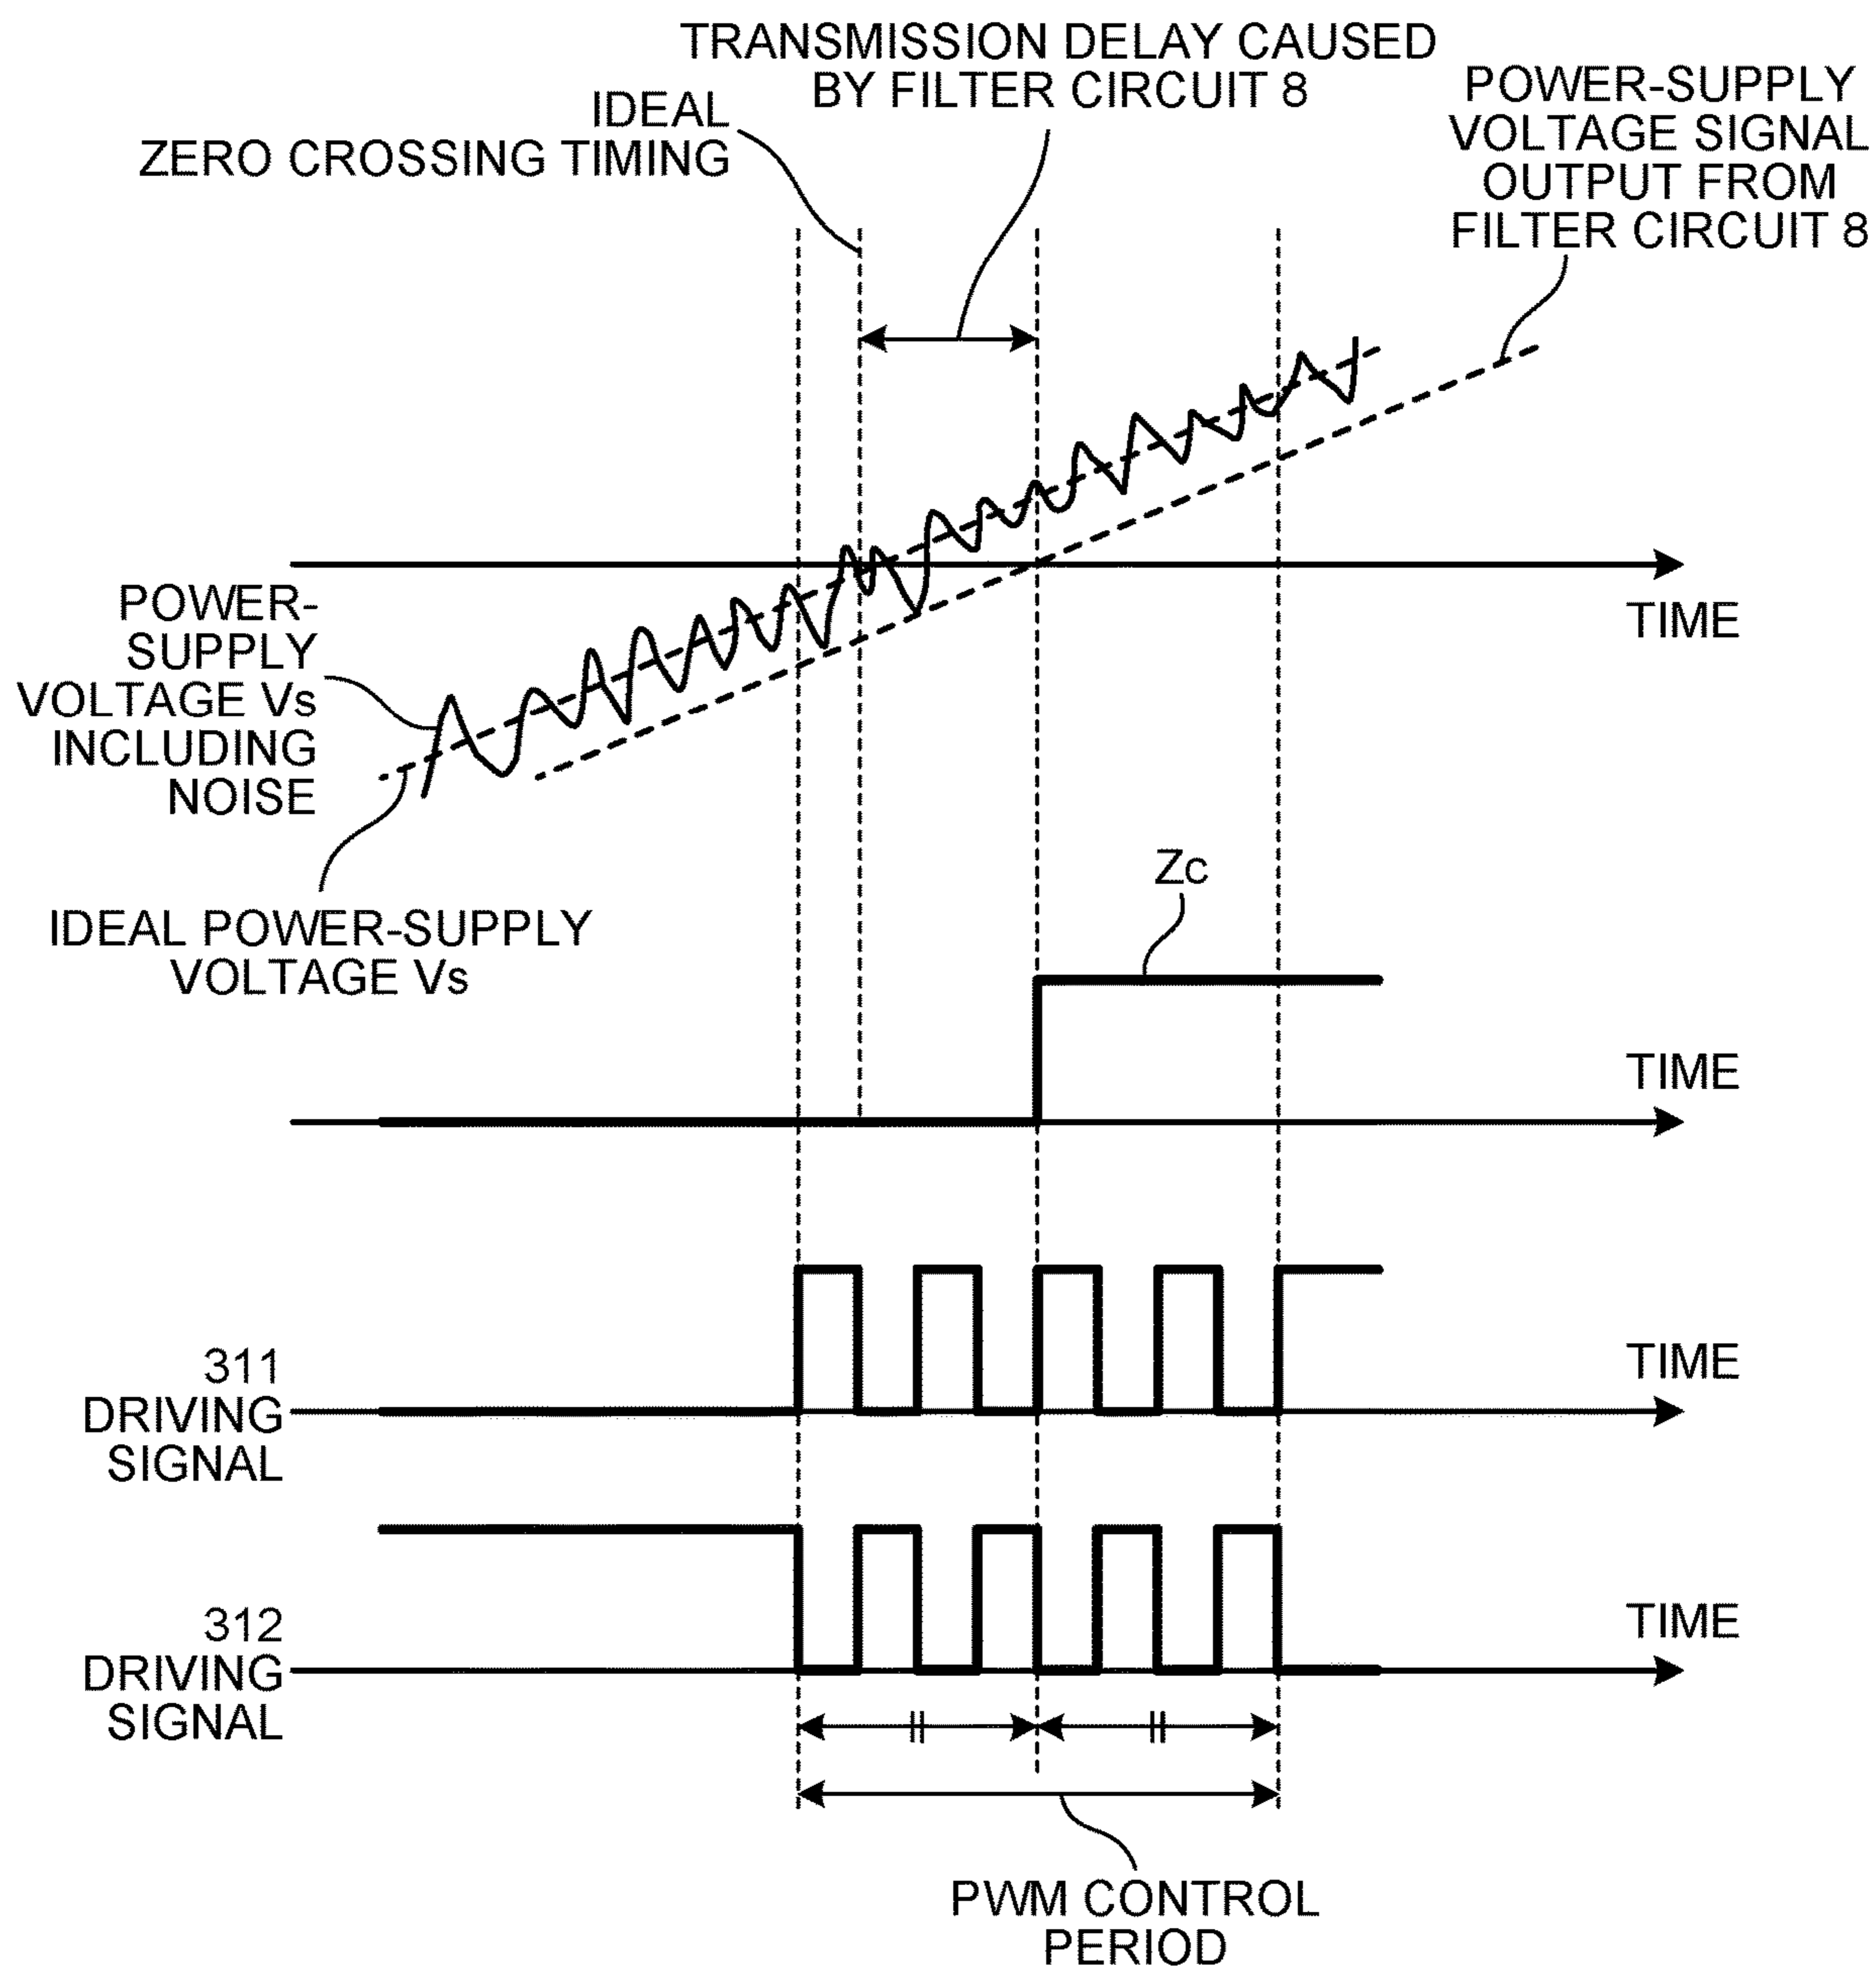 TRANSMISSION DELAY CAUSED
BY FILTER CIRCUIT 8
IDEAL
ZERO CROSSING TIMING
POWER-SUPPLY
VOLTAGE SIGNAL
OUTPUT FROM
FILTER CIRCUIT 8
TIME
POWER-
SUPPLY
VOLTAGE Vs
INCLUDING
NOISE
IDEAL POWER-SUPPLY
VOLTAGE Vs
Zc
TIME
311
DRIVING
SIGNAL
TIME
312
DRIVING
SIGNAL
TIME
PWM CONTROL
PERIOD